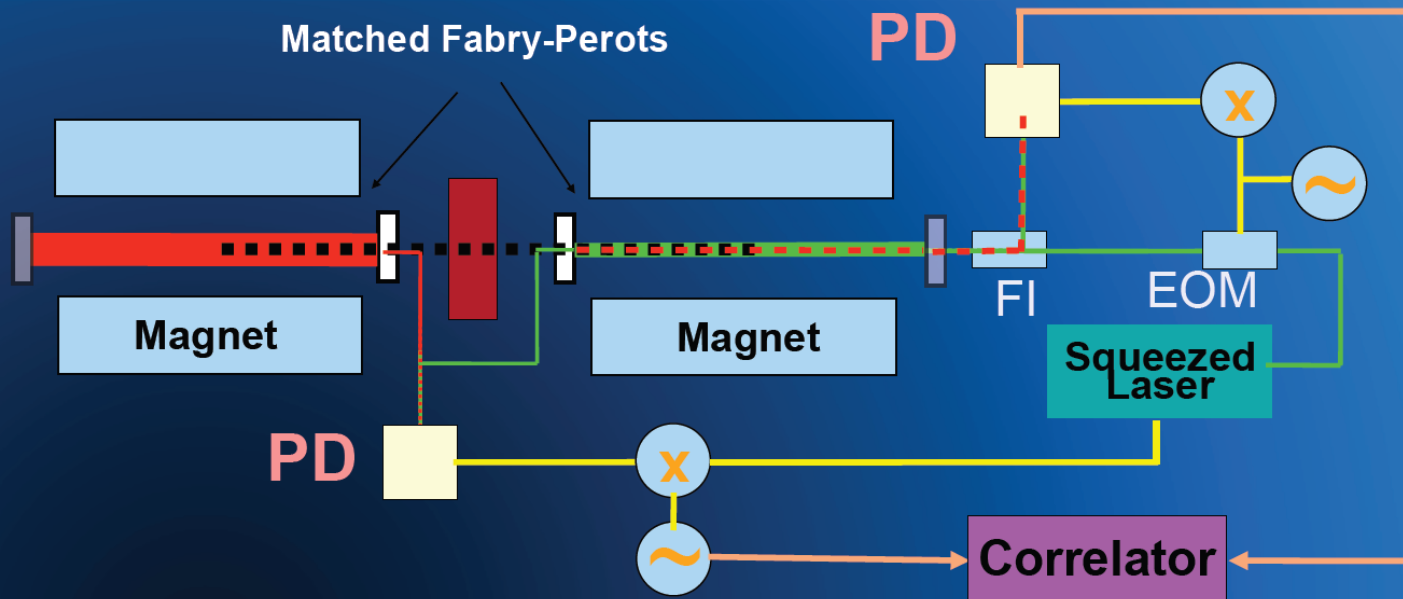 Matched Fabry-Perots
PD
x
~
Magnet
Magnet
FI
EOM
Squeezed
Laser
PD
x
~
Correlator